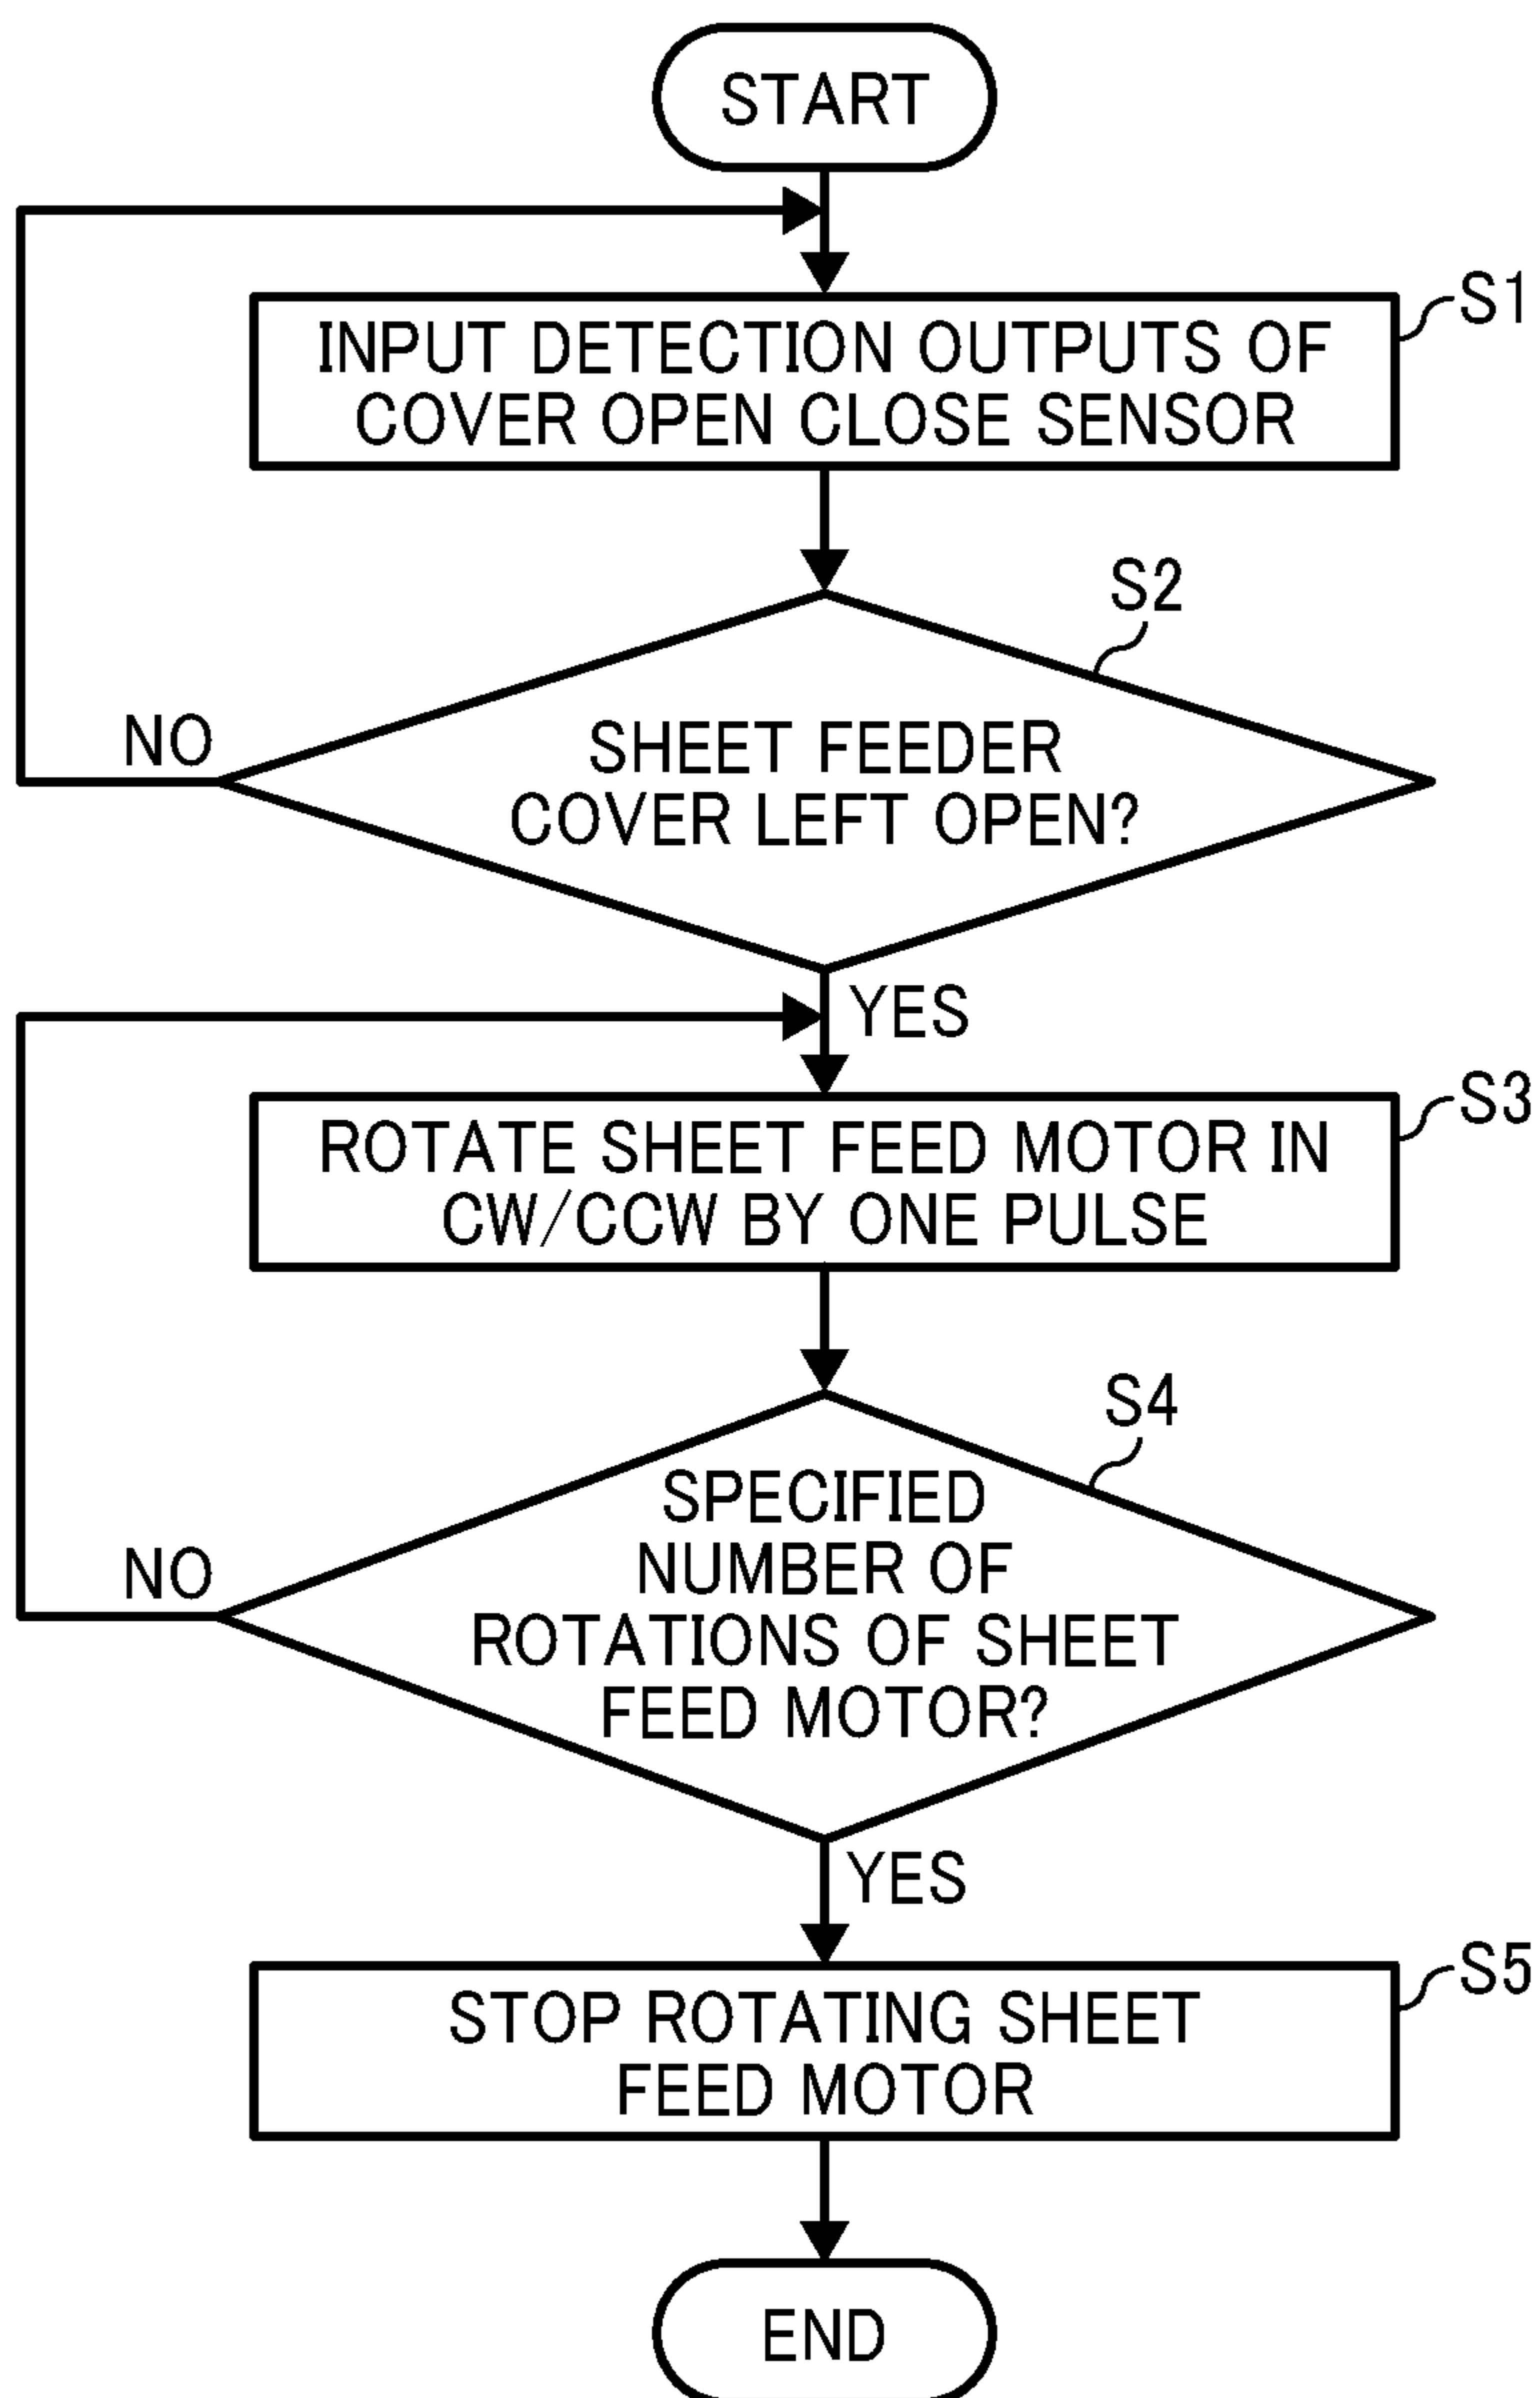 START
S1
INPUT DETECTION OUTPUTS OF
COVER OPEN CLOSE SENSOR
S2
NO
SHEET FEEDER
COVER LEFT OPEN?
YES
S3
ROTATE SHEET FEED MOTOR IN
CW/CCW BY ONE PULSE
S4
SPECIFIED
NUMBER OF
NO
ROTATIONS OF SHEET
FEED MOTOR?
YES
S5
STOP ROTATING SHEET
FEED MOTOR
END